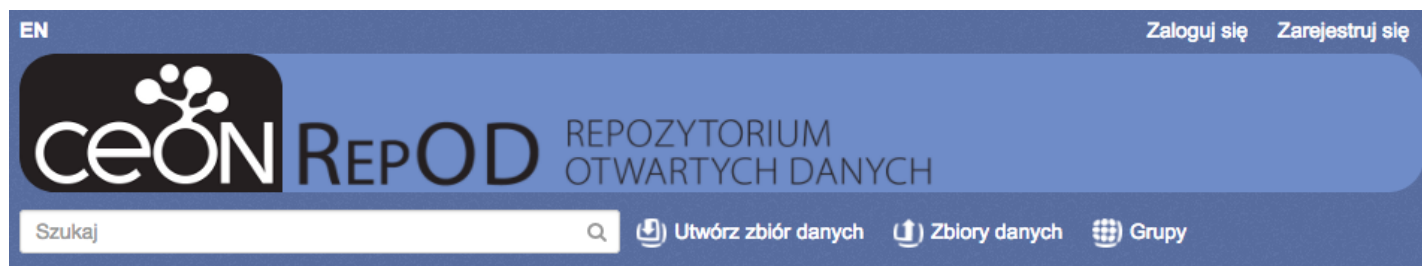 EN Zaloguj się Zarejestruj się
ceon REPOD REPOZYTORIUM
OTWARTYCH DANYCH
Szukaj Utwórz zbiór danych Zbiory danych Grupy